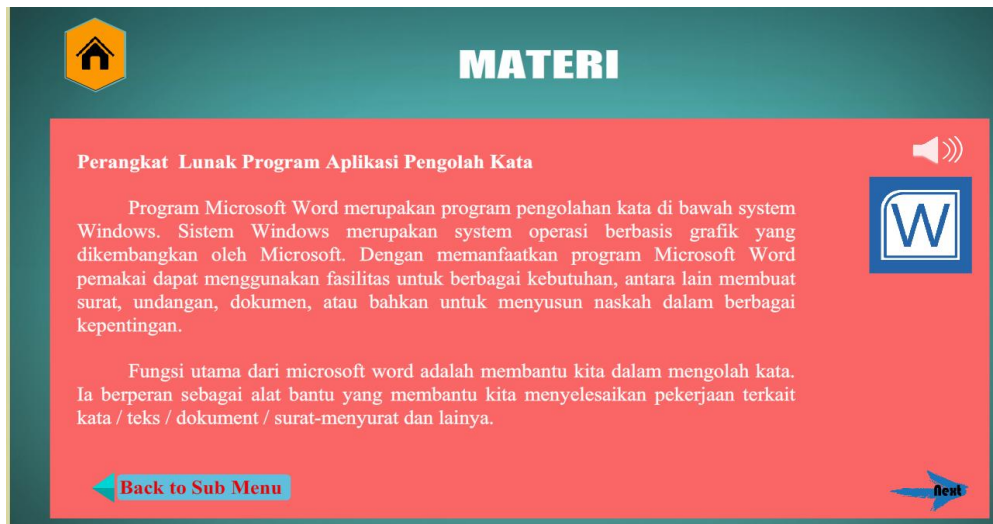 MATERI
Perangkat Lunak Program Aplikasi Pengolah Kata
Program Microsoft Word merupakan program pengolahan kata di bawah system
Windows. Sistem Windows merupakan system operasi berbasis grafik yang
dikembangkan oleh Microsoft. Dengan memanfaatkan program Microsoft Word
pemakai dapat menggunakan fasilitas untuk berbagai kebutuhan, antara lain membuat
surat, undangan, dokumen, atau bahkan untuk menyusun naskah dalam berbagai
kepentingan.
Fungsi utama dari microsoft word adalah membantu kita dalam mengolah kata.
Ia berperan sebagai alat bantu yang membantu kita menyelesaikan pekerjaan terkait
kata / teks / dokument / surat-menyurat dan lainya.
W
Back to Sub Menu
Next